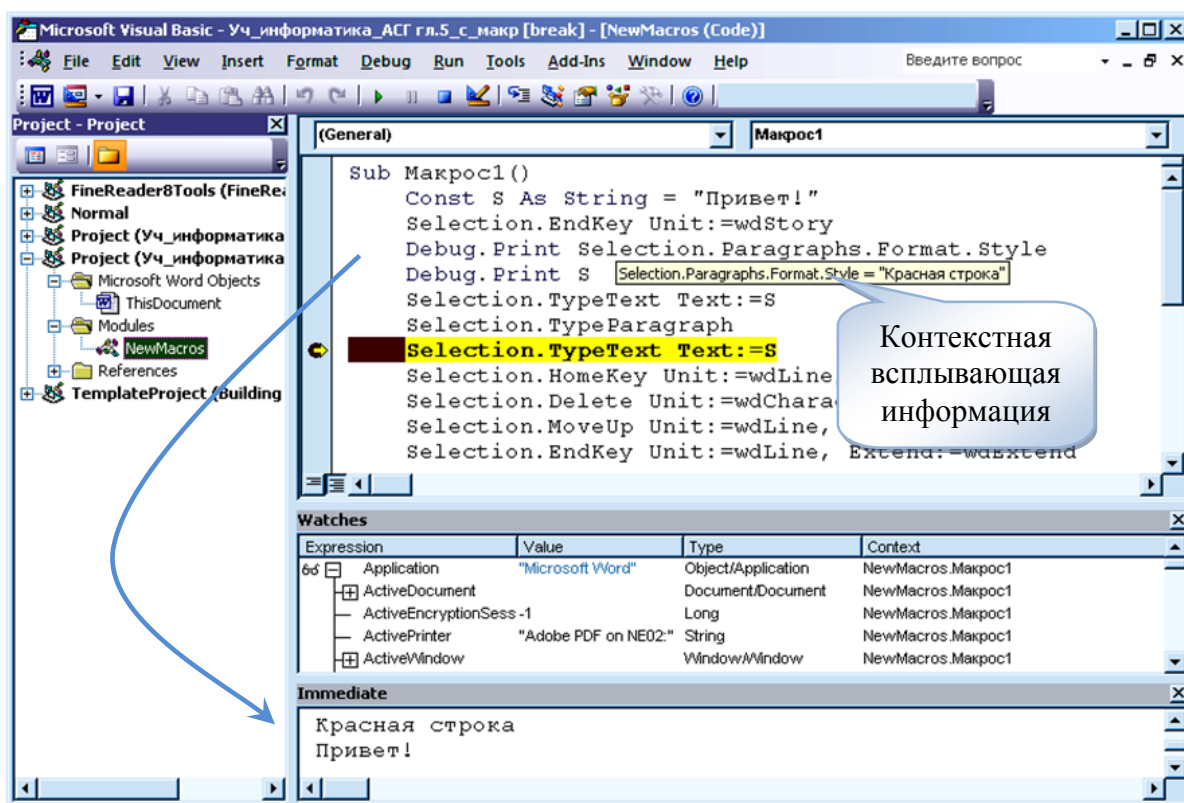 Microsoft Visual Basic - Уч_информатика_АСГ гл.5_с_макр [break] - [NewMacros (Code)]
File Edit View Insert Format Debug Run Tools Add-Ins Window Help Введите вопрос
Project - Project
FineReader8Tools (FineRea
Normal
Project (Уч_информатика
Project (Уч_информатика
Microsoft Word Objects
ThisDocument
Modules
NewMacros
References
TemplateProject (Building
(General) Макрос1
Sub Макрос1()
Const S As String = "Привет!"
Selection.EndKey Unit:=wdStory
Debug.Print Selection.Paragraphs.Format.Style
Debug.Print S Selection.Paragraphs.Format.Style = "Красная строка"
Selection.TypeText Text:=S
Selection.TypeParagraph
Selection.TypeText Text:=S
Selection.HomeKey Unit:=wdLine
Selection.Delete Unit:=wdChara
Selection.MoveUp Unit:=wdLine,
Selection.EndKey Unit:=wdLine, Extend:=wdExtend
Контекстная
всплывающая
информация
Watches
Expression Value Type Context
Application "Microsoft Word" Object/Application NewMacros.Макрос1
ActiveDocument Document/Document NewMacros.Макрос1
ActiveEncryptionSess -1 Long NewMacros.Макрос1
ActivePrinter "Adobe PDF on NE02:" String NewMacros.Макрос1
ActiveWindow Window/Window NewMacros.Макрос1
Immediate
Красная строка
Привет!